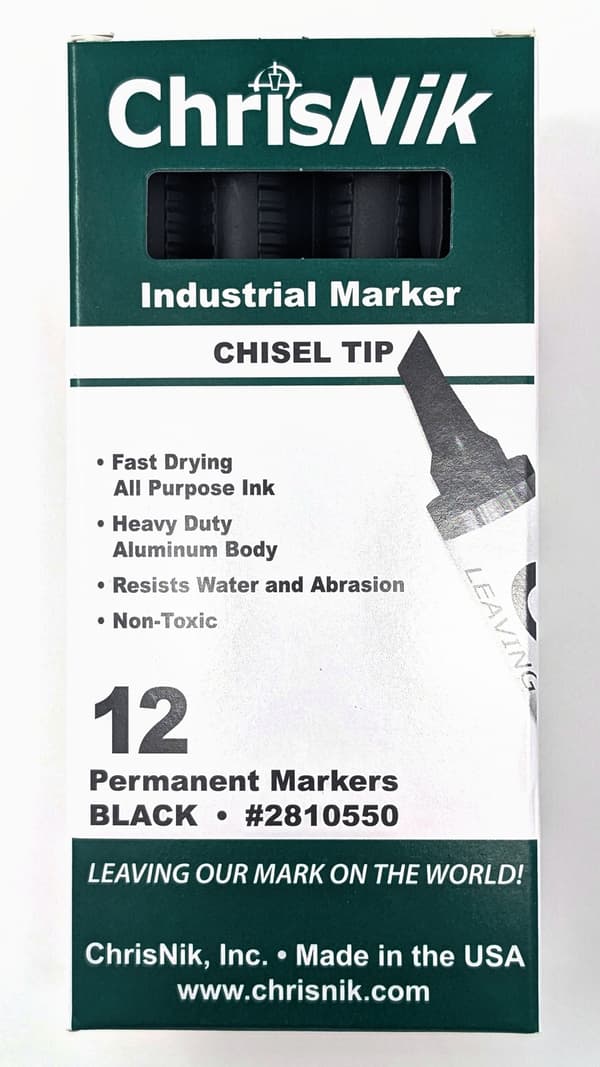 ChrisNik
Industrial Marker
CHISEL TIP
• Fast Drying
All Purpose Ink
• Heavy Duty
Aluminum Body
• Resists Water and Abrasion
• Non-Toxic
LEAVING
12
Permanent Markers
BLACK • #2810550
LEAVING OUR MARK ON THE WORLD!
ChrisNik, Inc. • Made in the USA
www.chrisnik.com